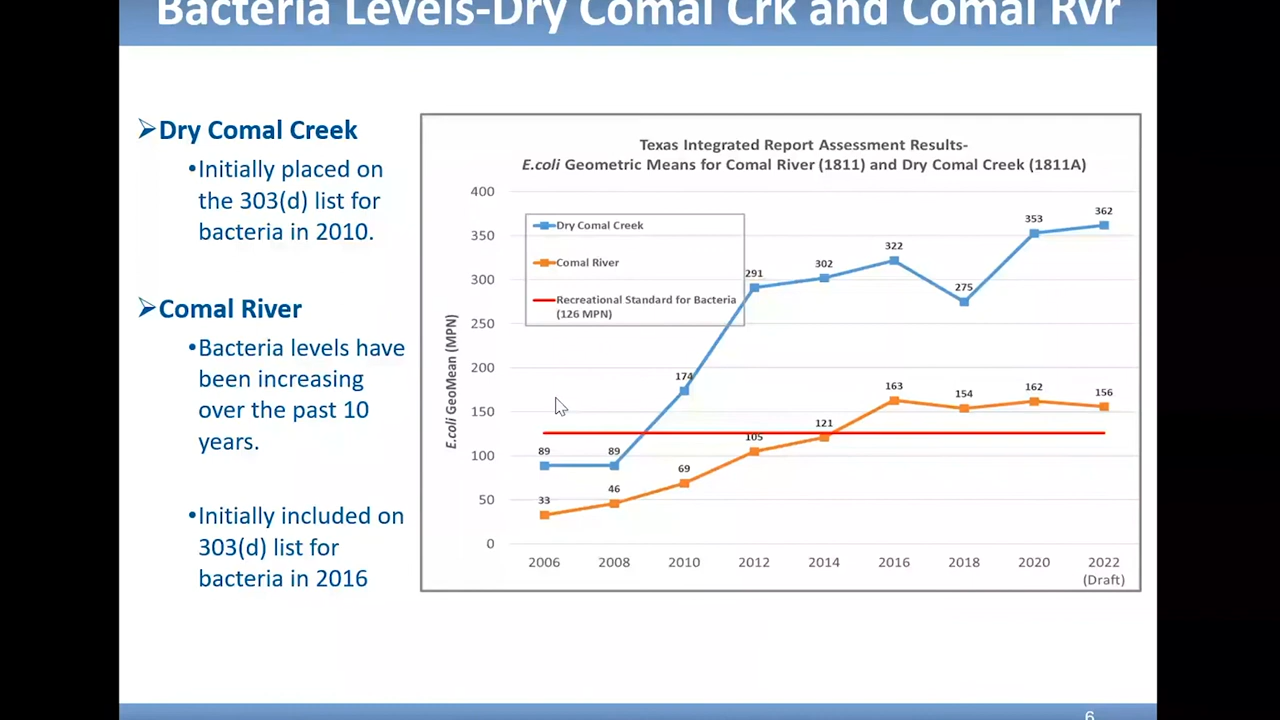 Bacteria Levels-Dry Comal Crk and Comal Rvr
➢Dry Comal Creek
•Initially placed on
the 303(d) list for
bacteria in 2010.
➢Comal River
•Bacteria levels have
been increasing
over the past 10
years.
•Initially included on
303(d) list for
bacteria in 2016
Texas Integrated Report Assessment Results-
E.coli Geometric Means for Comal River (1811) and Dry Comal Creek (1811A)
E.coli GeoMean (MPN)
400
350
300
250
200
150
100
50
0
Dry Comal Creek
Comal River
Recreational Standard for Bacteria
(126 MPN)
89 89 174 291 302 322 275 353 362
33 46 69 105 121 163 154 162 156
2006 2008 2010 2012 2014 2016 2018 2020 2022
(Draft)
6